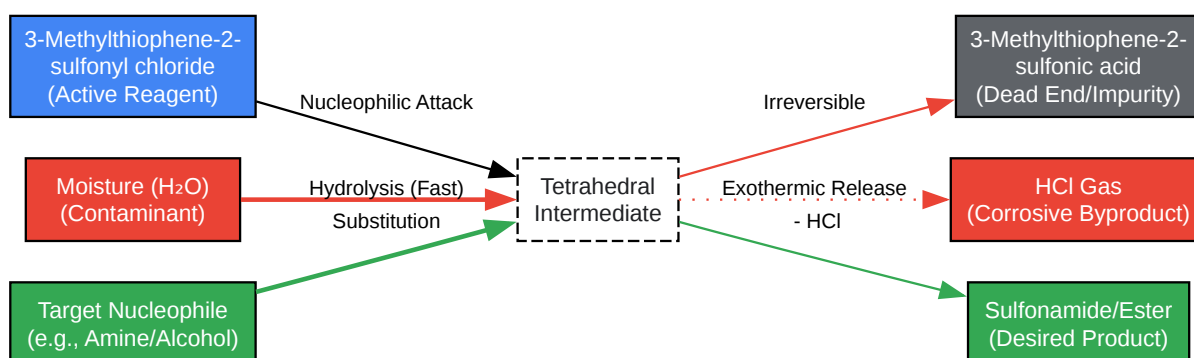 3-Methylthiophene-2-
sulfonyl chloride
(Active Reagent)
Nucleophilic Attack
Irreversible
3-Methylthiophene-2-
sulfonic acid
(Dead End/Impurity)
Moisture (H₂O)
(Contaminant)
Hydrolysis (Fast)
Substitution
Tetrahedral
Intermediate
Exothermic Release
- HCl
HCl Gas
(Corrosive Byproduct)
Target Nucleophile
(e.g., Amine/Alcohol)
Sulfonamide/Ester
(Desired Product)